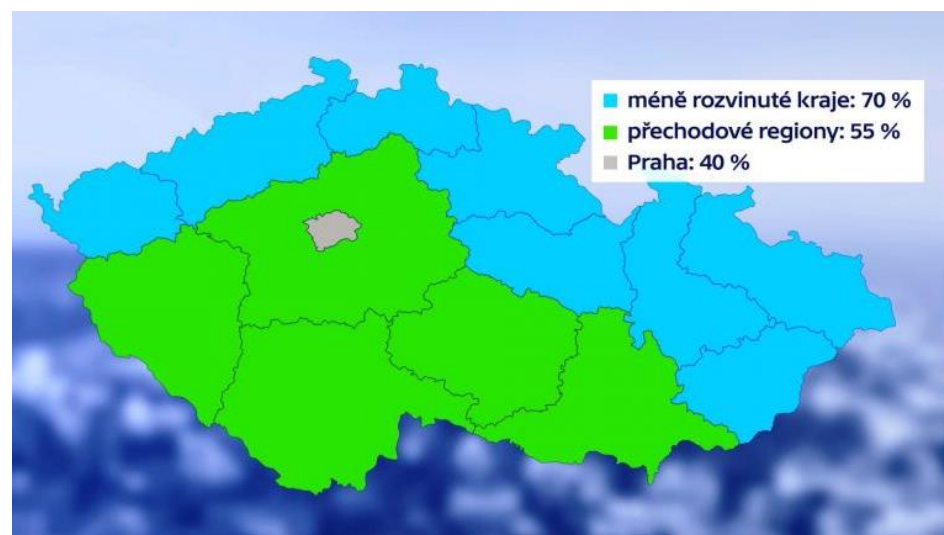 méně rozvinuté kraje: 70 %
přechodové regiony: 55 %
Praha: 40 %